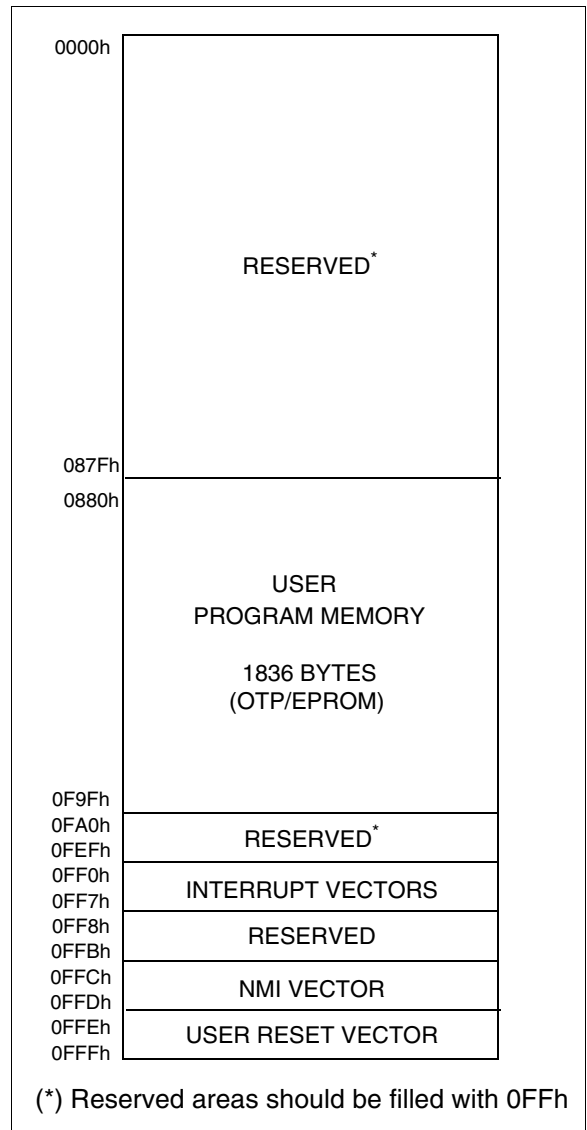 0000h
RESERVED*
087Fh
0880h
USER
PROGRAM MEMORY
1836 BYTES
(OTP/EPROM)
0F9Fh
0FA0h
RESERVED*
0FEFh
0FF0h
INTERRUPT VECTORS
0FF7h
0FF8h
RESERVED
0FFBh
0FFCh
NMI VECTOR
0FFDh
0FFEh
USER RESET VECTOR
0FFFh
(*) Reserved areas should be filled with 0FFh